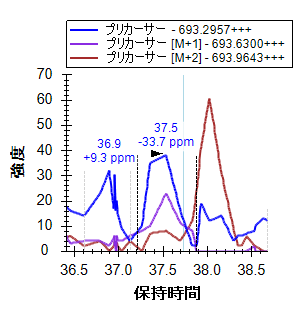 プリカーサー - 693.2957+++
プリカーサー [M+1] - 693.6300+++
プリカーサー [M+2] - 693.9643+++
70
60
50
40
30
20
10
0
強度
36.9
+9.3 ppm
37.5
-33.7 ppm
36.5 37.0 37.5 38.0 38.5
保持時間